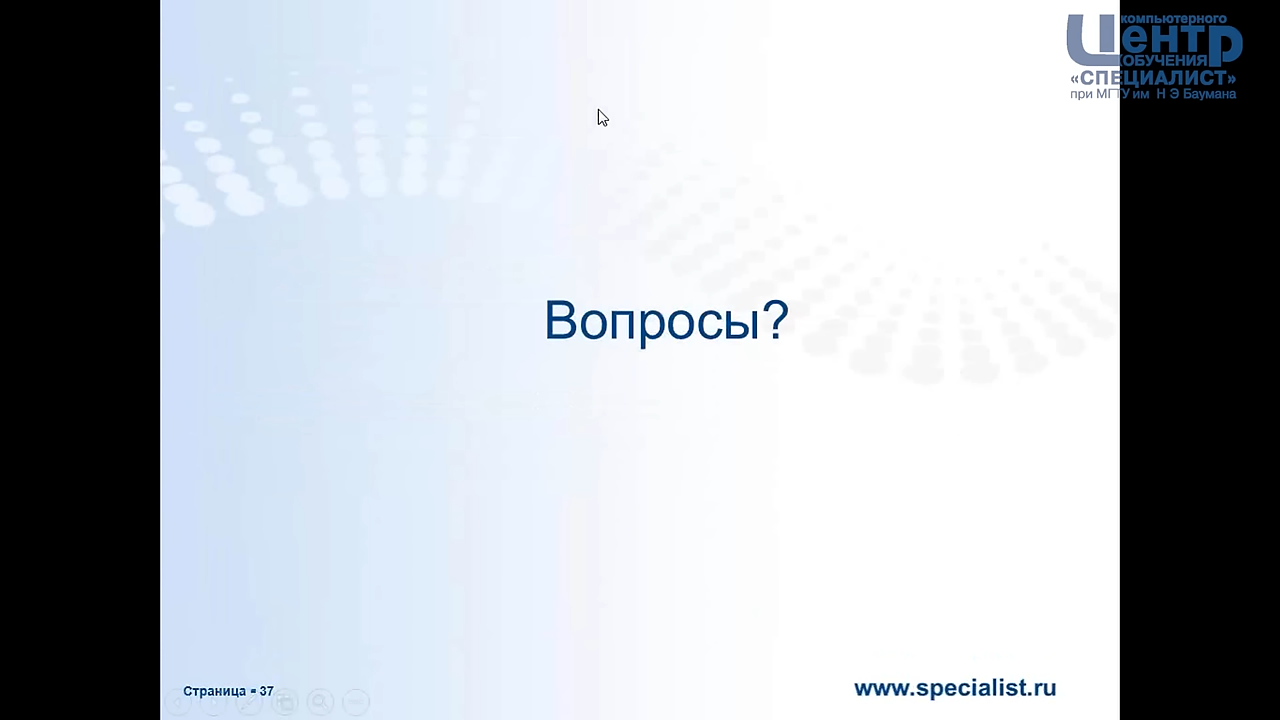 компьютерного
Центр
обучения
«СПЕЦИАЛИСТ»
при МГТУ им Н Э Баумана
Вопросы?
Страница ▪ 37
www.specialist.ru